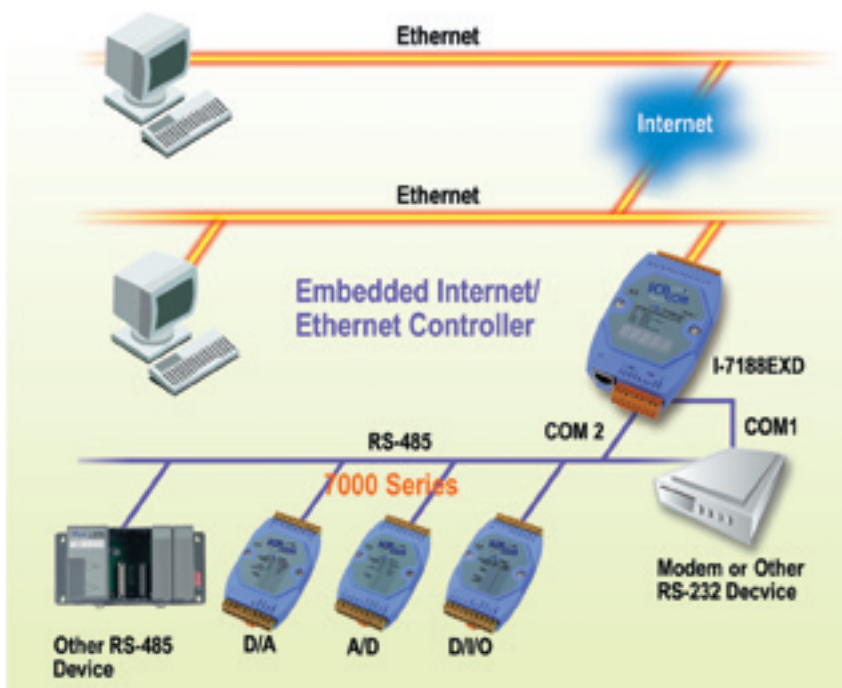 Ethernet
Internet
Ethernet
Embedded Internet/
Ethernet Controller
I-7188EXD
COM 2
COM1
RS-485
7000 Series
Modem or Other
RS-232 Decvice
Other RS-485
Device
D/A
A/D
D/I/O